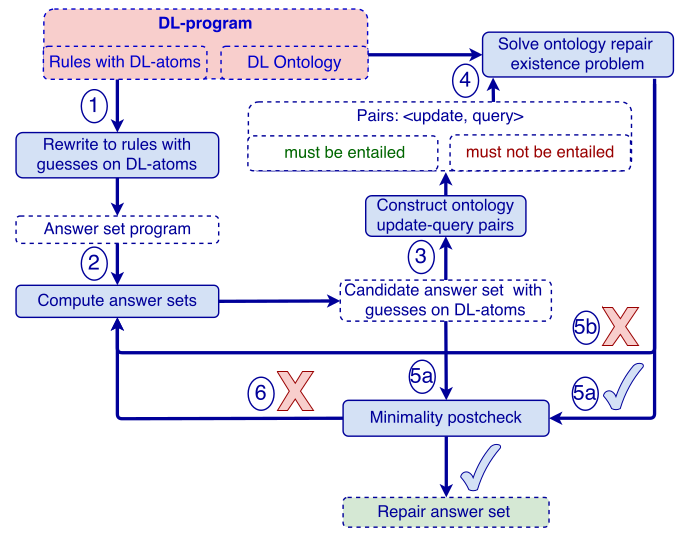 DL-program
Rules with DL-atoms
DL Ontology
Solve ontology repair
existence problem
1
4
Pairs: <update, query>
Rewrite to rules with
guesses on DL-atoms
must be entailed
must not be entailed
Answer set program
Construct ontology
update-query pairs
2
3
Compute answer sets
Candidate answer set with
guesses on DL-atoms
5b
6
5a
5a
Minimality postcheck
Repair answer set